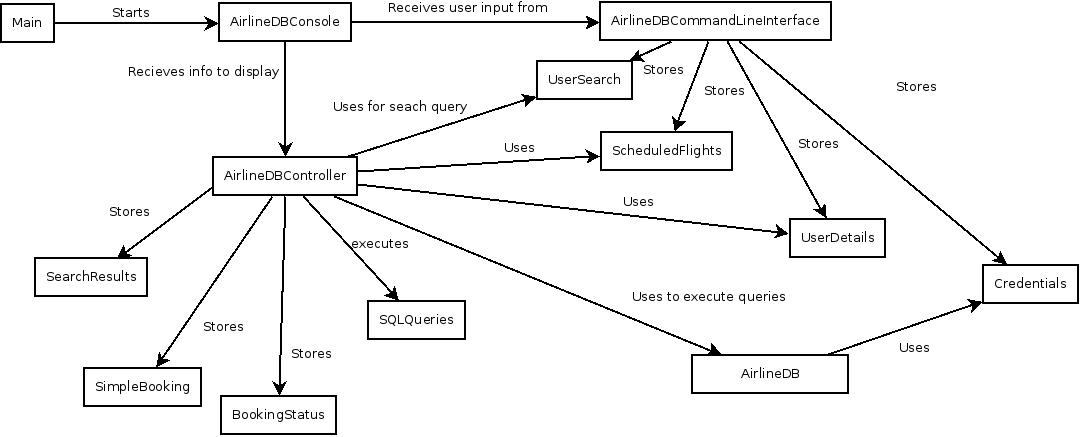 Main
Starts
AirlineDBConsole
Receives user input from
AirlineDBCommandLineInterface
Recieves info to display
UserSearch
Stores
Stores
Stores
Uses for seach query
Stores
Uses
ScheduledFlights
AirlineDBController
Uses
Stores
UserDetails
SearchResults
executes
Credentials
Uses to execute queries
SQLQueries
Stores
Stores
Uses
AirlineDB
SimpleBooking
BookingStatus